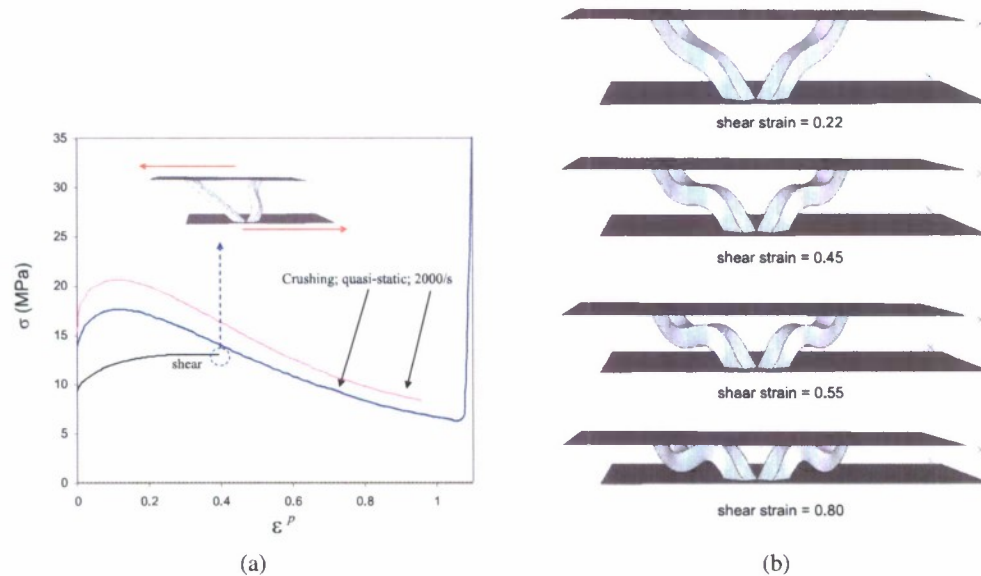 35
30
25
20
15
10
5
0
σ (MPa)
Crushing; quasi-static; 2000/s
shear
0 0.2 0.4 0.6 0.8 1
ε^p
(a)
shear strain = 0.22
shear strain = 0.45
shaar strain = 0.55
shear strain = 0.80
(b)